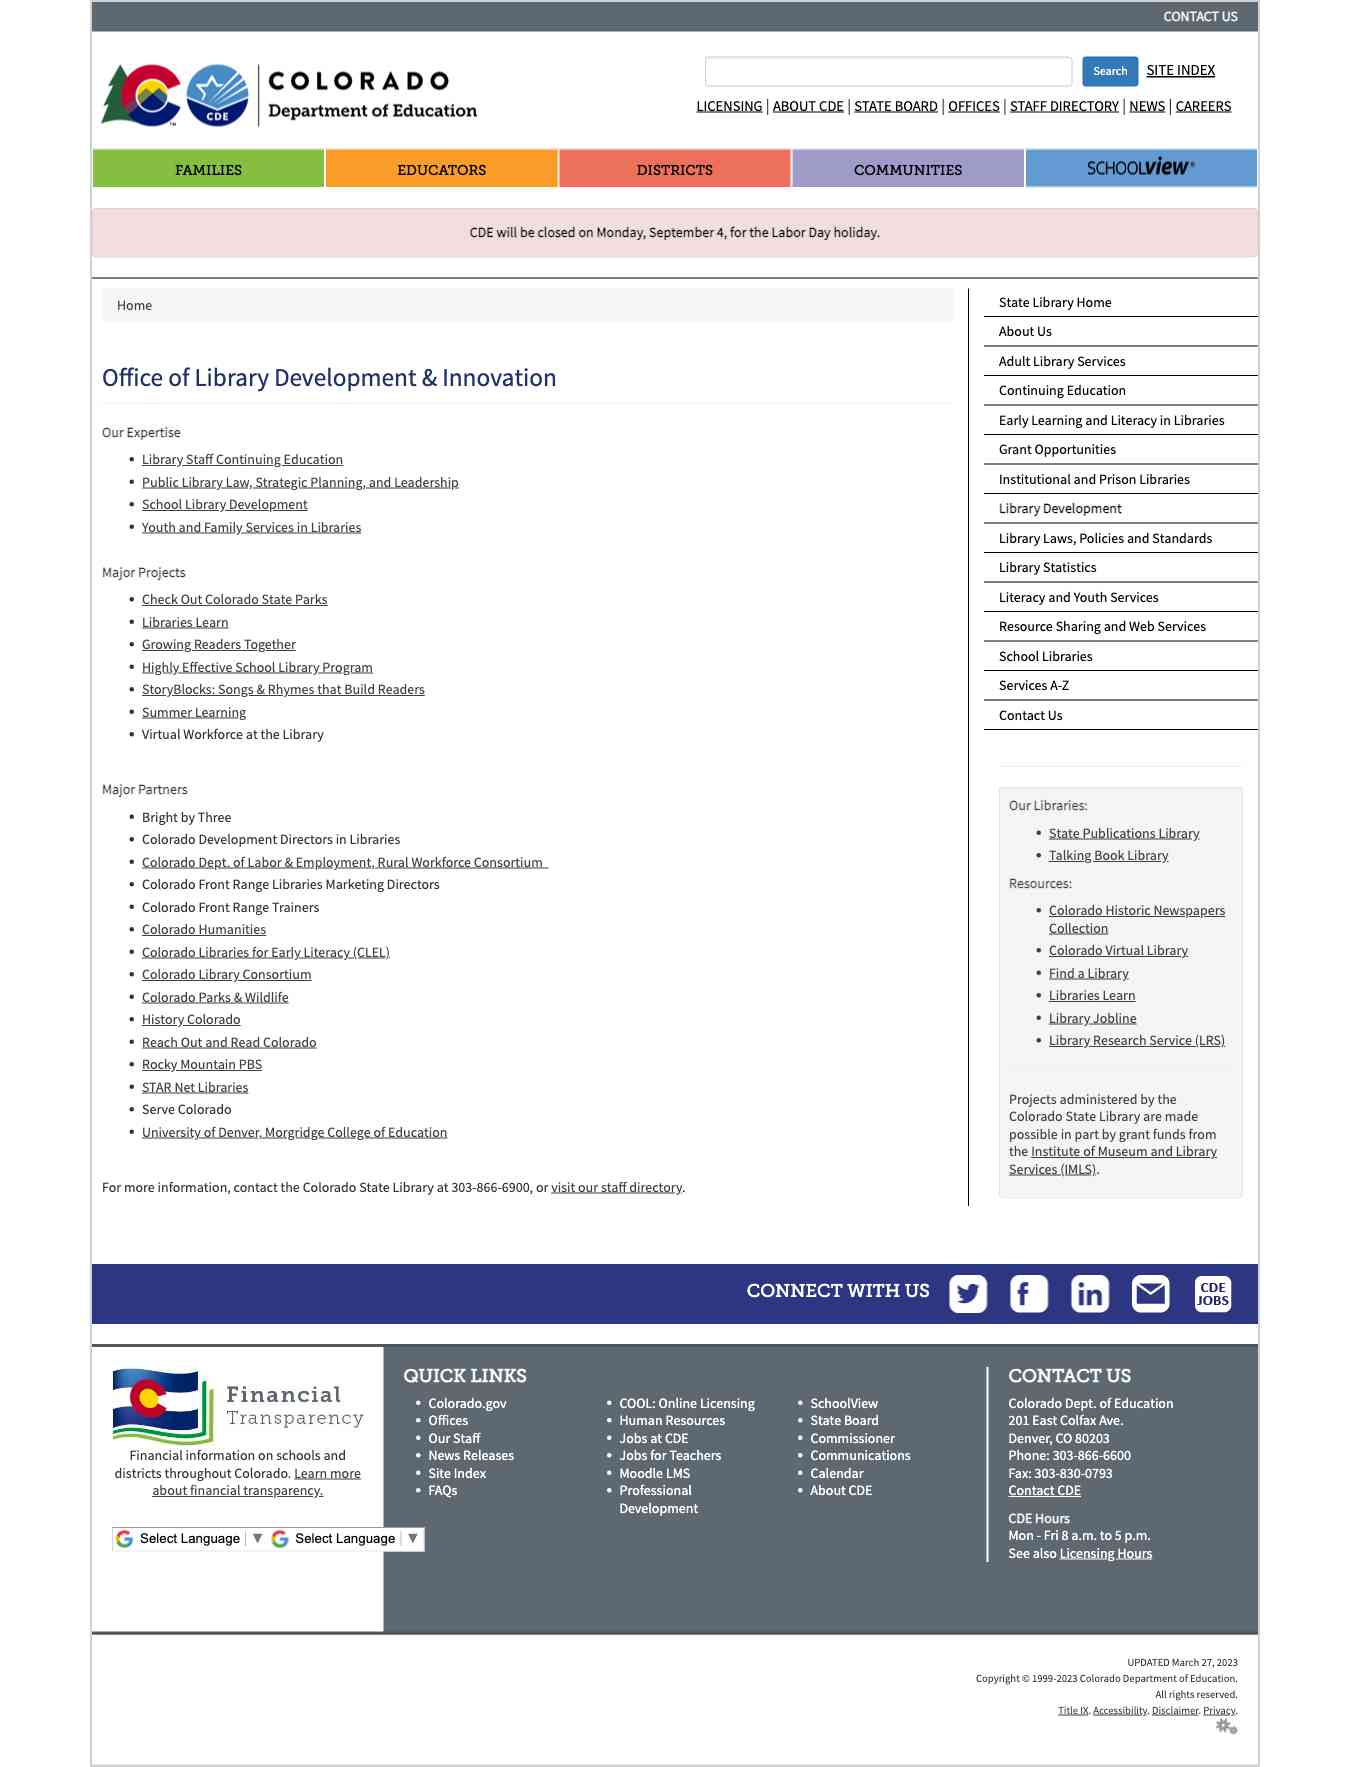 CONTACT US
COLORADO
Department of Education
CDE
TM
Search
SITE INDEX
LICENSING | ABOUT CDE | STATE BOARD | OFFICES | STAFF DIRECTORY | NEWS | CAREERS
FAMILIES
EDUCATORS
DISTRICTS
COMMUNITIES
SCHOOLview®
CDE will be closed on Monday, September 4, for the Labor Day holiday.
Home
Office of Library Development & Innovation
Our Expertise
Library Staff Continuing Education
Public Library Law, Strategic Planning, and Leadership
School Library Development
Youth and Family Services in Libraries
Major Projects
Check Out Colorado State Parks
Libraries Learn
Growing Readers Together
Highly Effective School Library Program
StoryBlocks: Songs & Rhymes that Build Readers
Summer Learning
Virtual Workforce at the Library
Major Partners
Bright by Three
Colorado Development Directors in Libraries
Colorado Dept. of Labor & Employment, Rural Workforce Consortium
Colorado Front Range Libraries Marketing Directors
Colorado Front Range Trainers
Colorado Humanities
Colorado Libraries for Early Literacy (CLEL)
Colorado Library Consortium
Colorado Parks & Wildlife
History Colorado
Reach Out and Read Colorado
Rocky Mountain PBS
STAR Net Libraries
Serve Colorado
University of Denver, Morgridge College of Education
For more information, contact the Colorado State Library at 303-866-6900, or visit our staff directory.
State Library Home
About Us
Adult Library Services
Continuing Education
Early Learning and Literacy in Libraries
Grant Opportunities
Institutional and Prison Libraries
Library Development
Library Laws, Policies and Standards
Library Statistics
Literacy and Youth Services
Resource Sharing and Web Services
School Libraries
Services A-Z
Contact Us
Our Libraries:
State Publications Library
Talking Book Library
Resources:
Colorado Historic Newspapers
Collection
Colorado Virtual Library
Find a Library
Libraries Learn
Library Jobline
Library Research Service (LRS)
Projects administered by the
Colorado State Library are made
possible in part by grant funds from
the Institute of Museum and Library
Services (IMLS).
CONNECT WITH US
CDE
JOBS
Financial
Transparency
Financial information on schools and
districts throughout Colorado. Learn more
about financial transparency.
Select Language ▼
Select Language ▼
QUICK LINKS
Colorado.gov
Offices
Our Staff
News Releases
Site Index
FAQs
COOL: Online Licensing
Human Resources
Jobs at CDE
Jobs for Teachers
Moodle LMS
Professional
Development
SchoolView
State Board
Commissioner
Communications
Calendar
About CDE
CONTACT US
Colorado Dept. of Education
201 East Colfax Ave.
Denver, CO 80203
Phone: 303-866-6600
Fax: 303-830-0793
Contact CDE
CDE Hours
Mon - Fri 8 a.m. to 5 p.m.
See also Licensing Hours
UPDATED March 27, 2023
Copyright © 1999-2023 Colorado Department of Education.
All rights reserved.
Title IX. Accessibility. Disclaimer. Privacy.